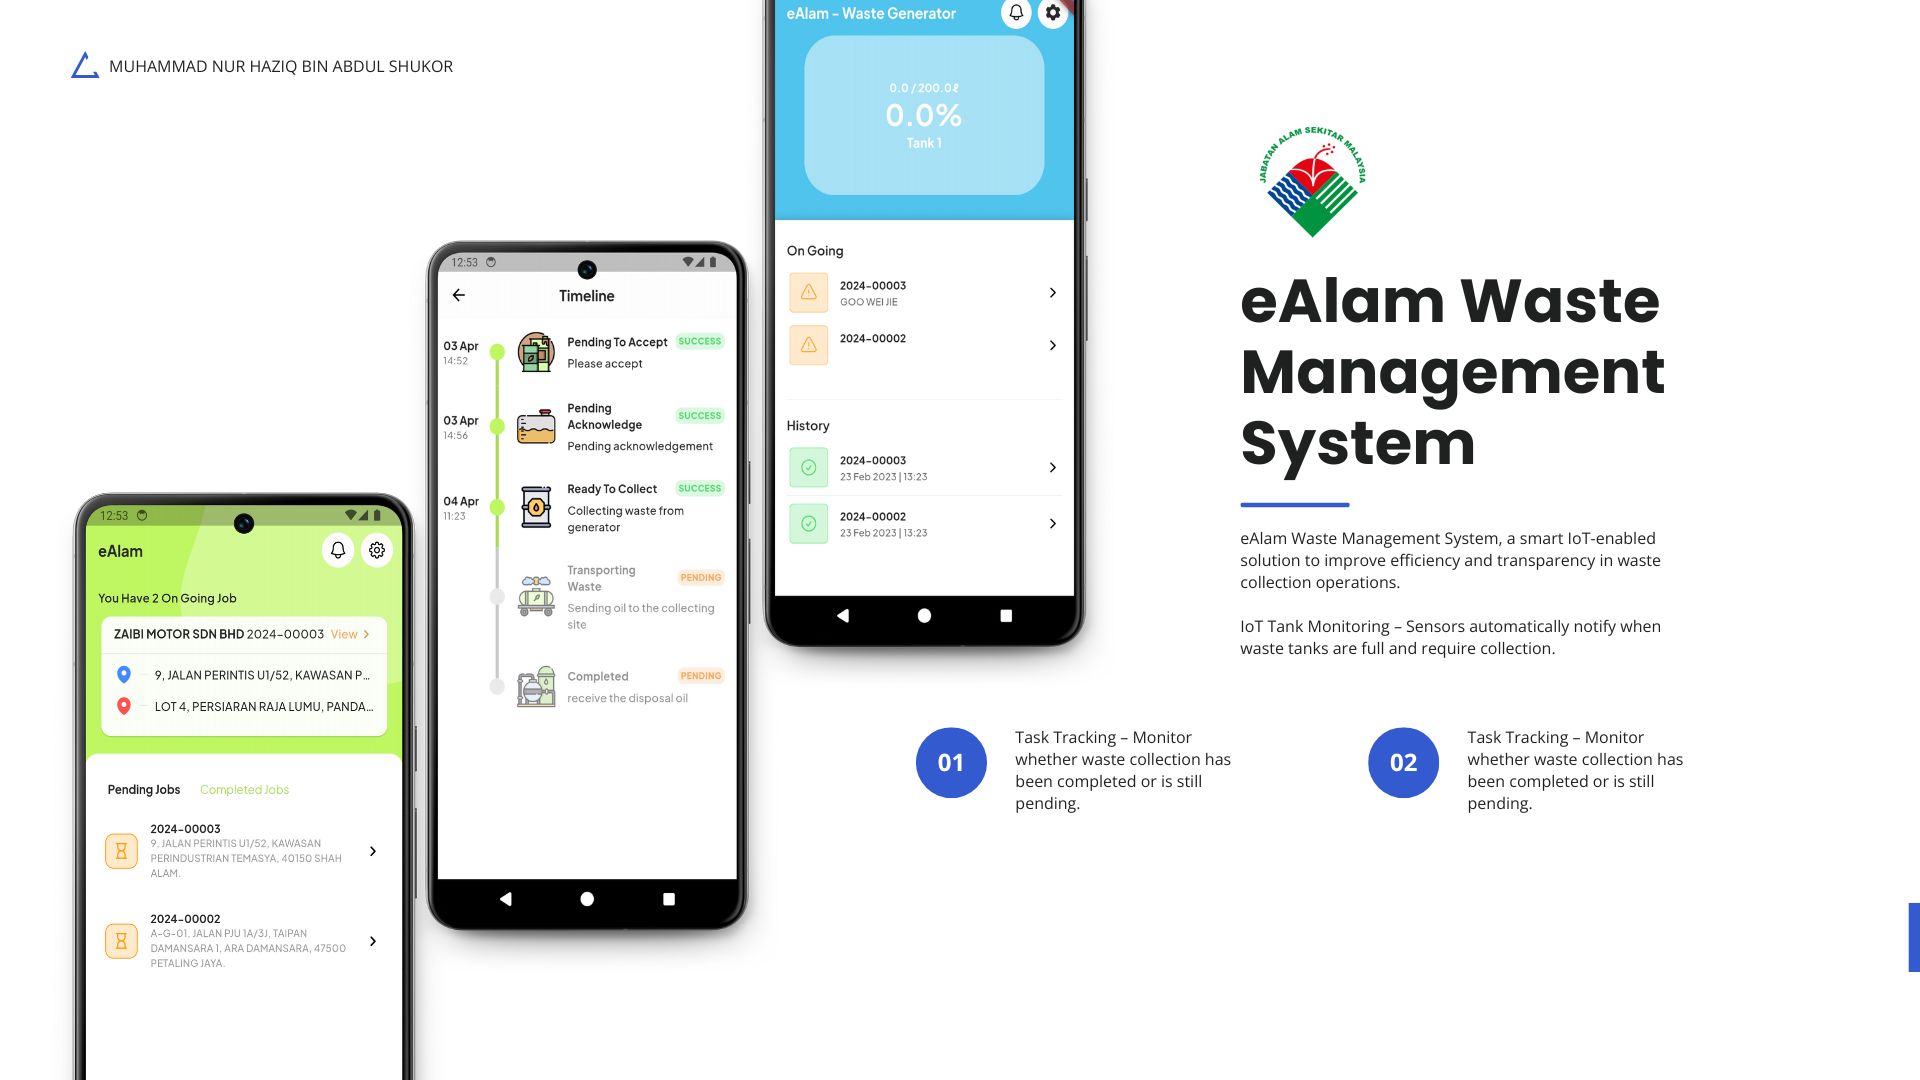 MUHAMMAD NUR HAZIQ BIN ABDUL SHUKOR
12:53
eAlam
You Have 2 On Going Job
ZAIBI MOTOR SDN BHD 2024-00003 View
9, JALAN PERINTIS U1/52, KAWASAN P...
LOT 4, PERSIARAN RAJA LUMU, PANDA...
Pending Jobs Completed Jobs
2024-00003
9, JALAN PERINTIS U1/52, KAWASAN
PERINDUSTRIAN TEMASYA, 40150 SHAH
ALAM.
2024-00002
A-G-01, JALAN PJU 1A/3J, TAIPAN
DAMANSARA 1, ARA DAMANSARA, 47500
PETALING JAYA.
12:53
Timeline
03 Apr
14:52
Pending To Accept SUCCESS
Please accept
03 Apr
14:56
Pending
Acknowledge
SUCCESS
Pending acknowledgement
04 Apr
11:23
Ready To Collect SUCCESS
Collecting waste from
generator
Transporting
Waste
PENDING
Sending oil to the collecting
site
Completed PENDING
receive the disposal oil
eAlam - Waste Generator
0.0 / 200.0ℓ
0.0%
Tank 1
On Going
2024-00003
GOO WEI JIE
2024-00002
History
2024-00003
23 Feb 2023 | 13:23
2024-00002
23 Feb 2023 | 13:23
JABATAN ALAM SEKITAR MALAYSIA
eAlam Waste
Management
System
eAlam Waste Management System, a smart IoT-enabled
solution to improve efficiency and transparency in waste
collection operations.
IoT Tank Monitoring – Sensors automatically notify when
waste tanks are full and require collection.
01
Task Tracking – Monitor
whether waste collection has
been completed or is still
pending.
02
Task Tracking – Monitor
whether waste collection has
been completed or is still
pending.